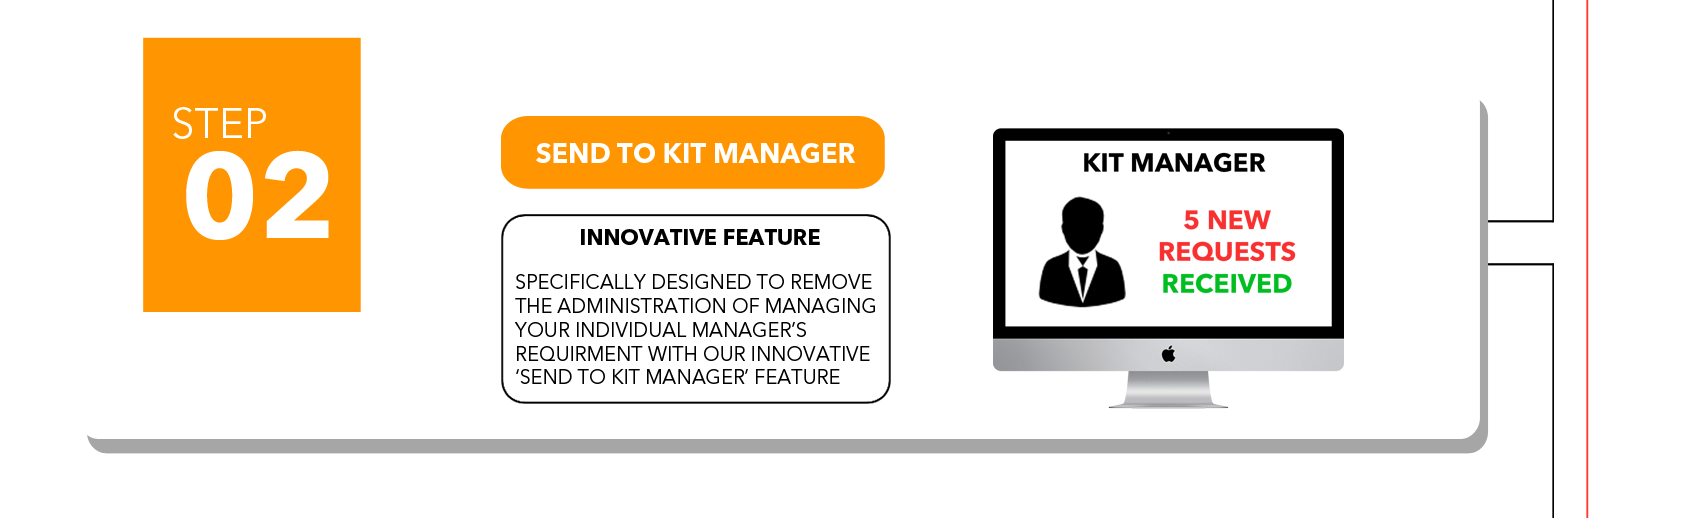 STEP
02
SEND TO KIT MANAGER
INNOVATIVE FEATURE
SPECIFICALLY DESIGNED TO REMOVE
THE ADMINISTRATION OF MANAGING
YOUR INDIVIDUAL MANAGER'S
REQUIRMENT WITH OUR INNOVATIVE
'SEND TO KIT MANAGER' FEATURE
KIT MANAGER
5 NEW
REQUESTS
RECEIVED